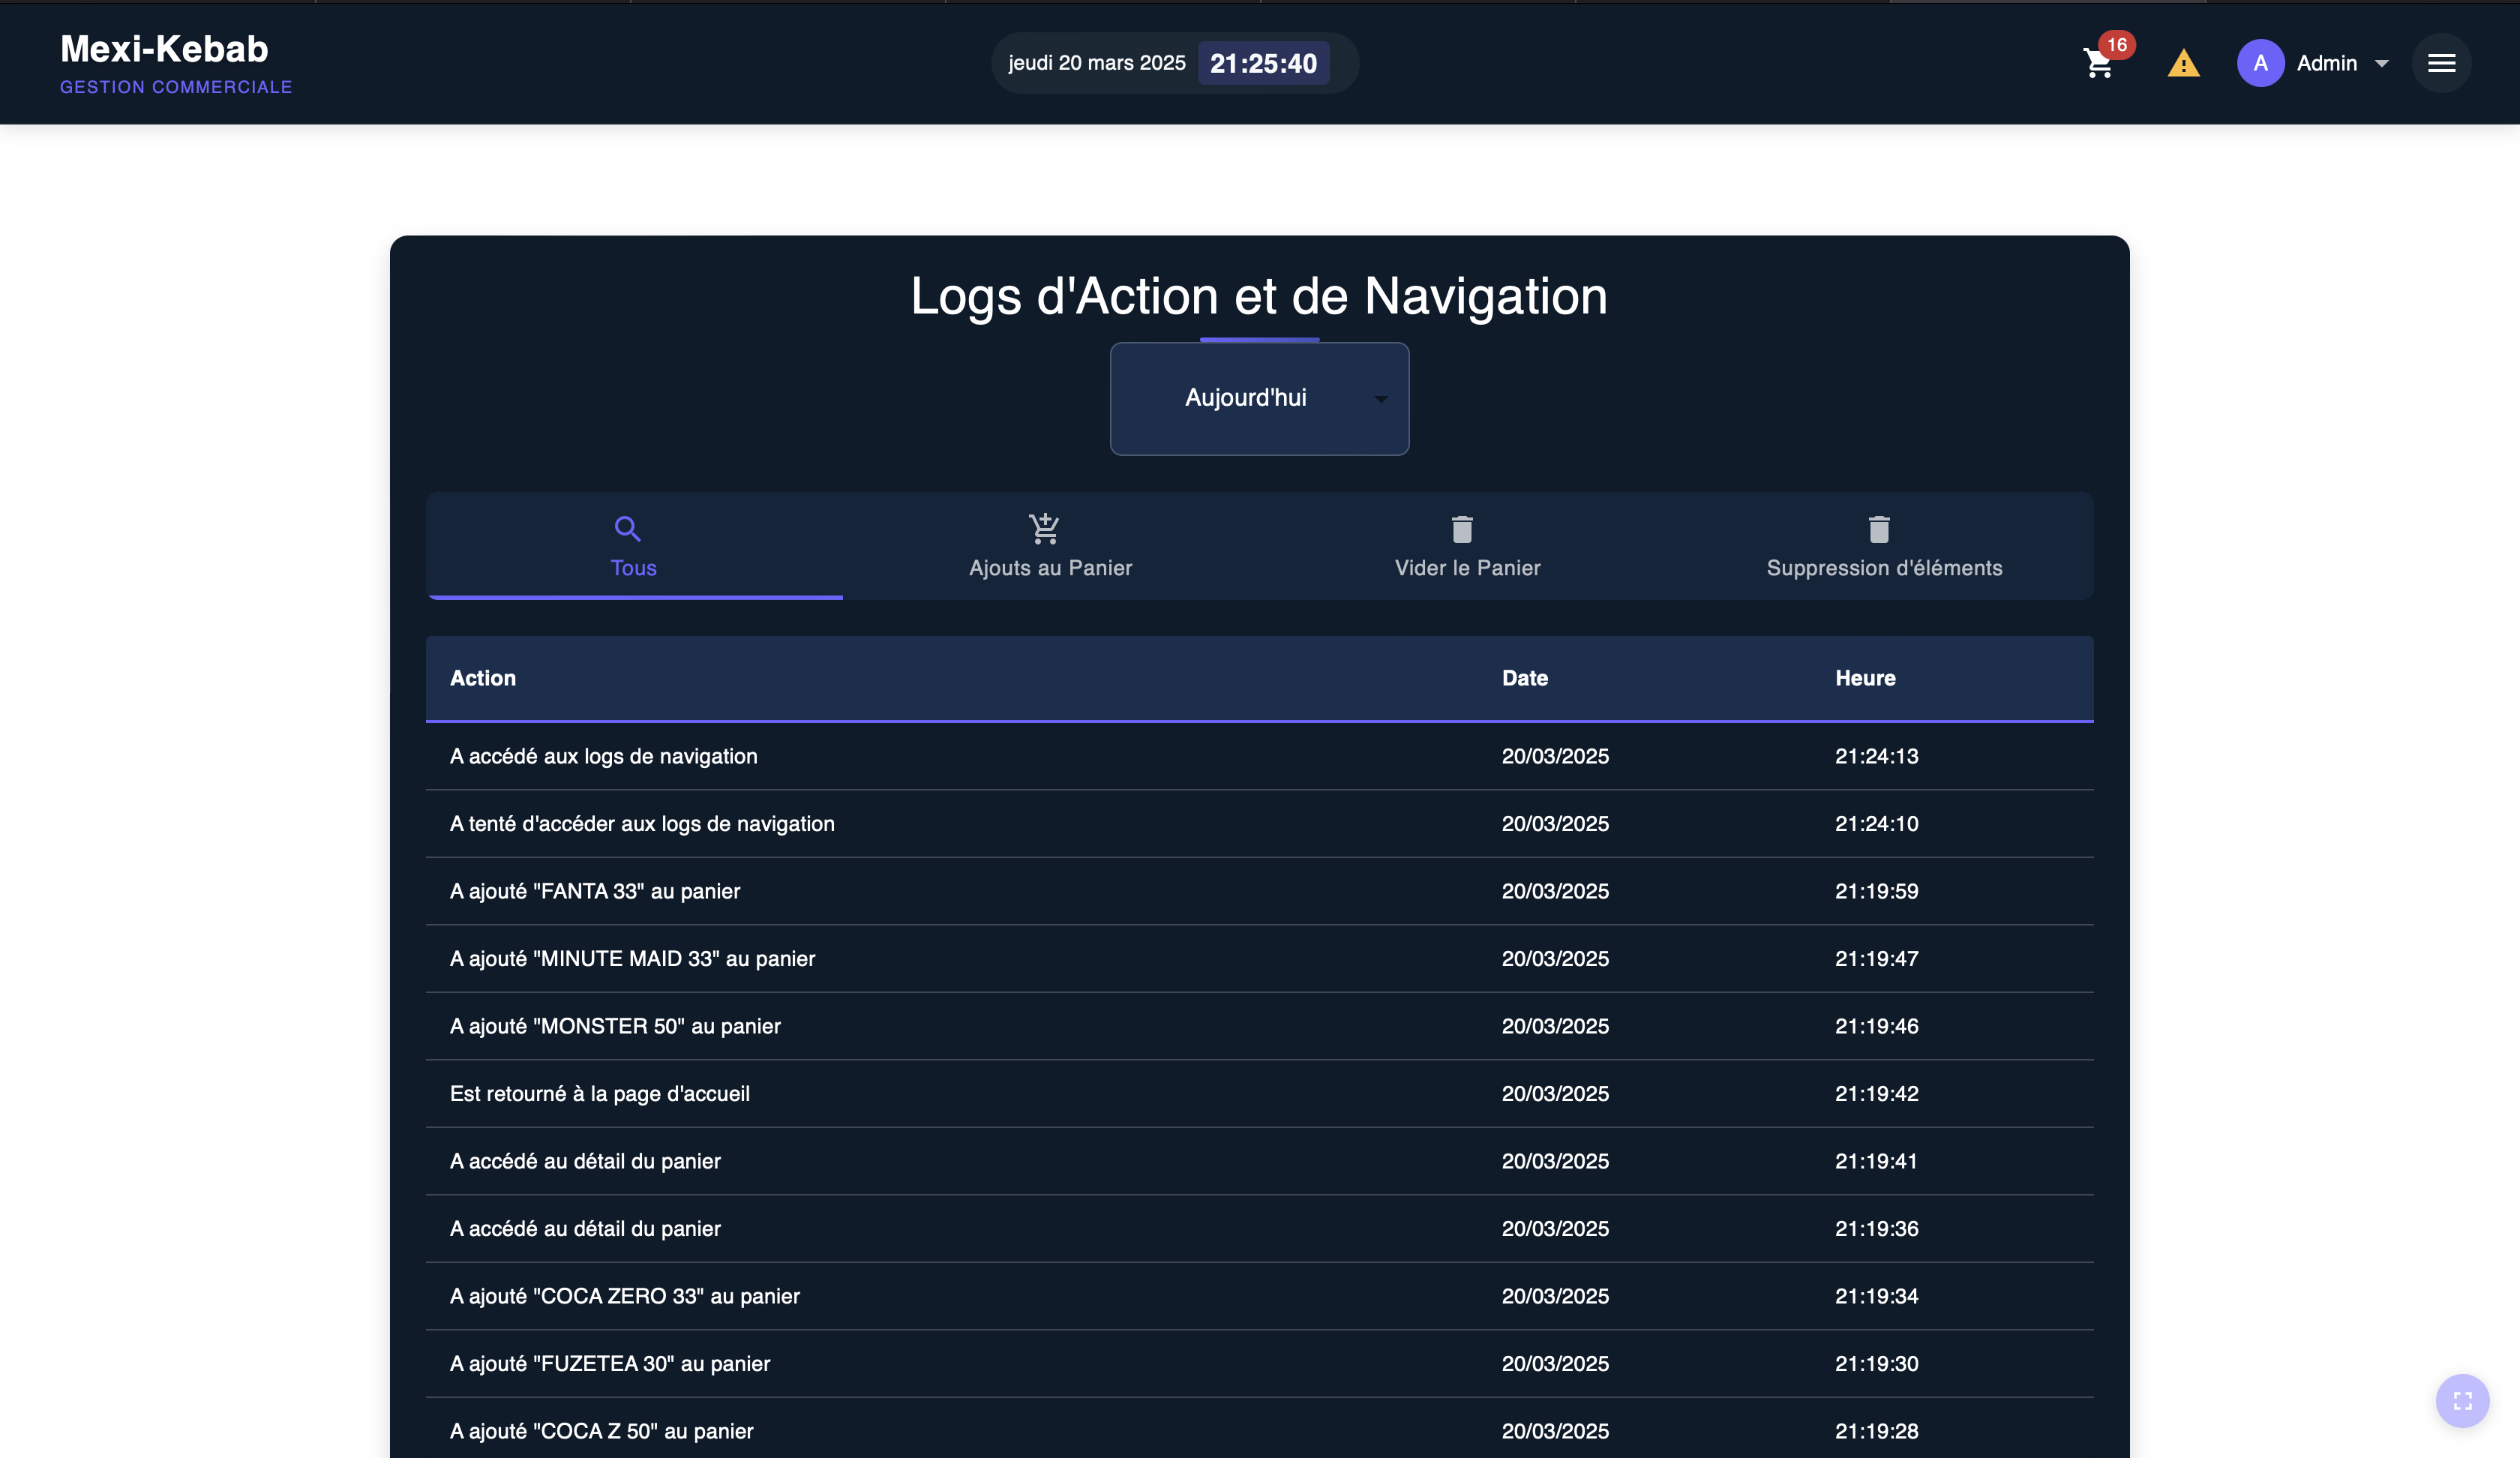 Mexi-Kebab
GESTION COMMERCIALE
jeudi 20 mars 2025 21:25:40
16
A Admin
Logs d'Action et de Navigation
Aujourd'hui
Tous Ajouts au Panier Vider le Panier Suppression d'éléments
Action Date Heure
A accédé aux logs de navigation 20/03/2025 21:24:13
A tenté d'accéder aux logs de navigation 20/03/2025 21:24:10
A ajouté "FANTA 33" au panier 20/03/2025 21:19:59
A ajouté "MINUTE MAID 33" au panier 20/03/2025 21:19:47
A ajouté "MONSTER 50" au panier 20/03/2025 21:19:46
Est retourné à la page d'accueil 20/03/2025 21:19:42
A accédé au détail du panier 20/03/2025 21:19:41
A accédé au détail du panier 20/03/2025 21:19:36
A ajouté "COCA ZERO 33" au panier 20/03/2025 21:19:34
A ajouté "FUZETEA 30" au panier 20/03/2025 21:19:30
A ajouté "COCA Z 50" au panier 20/03/2025 21:19:28